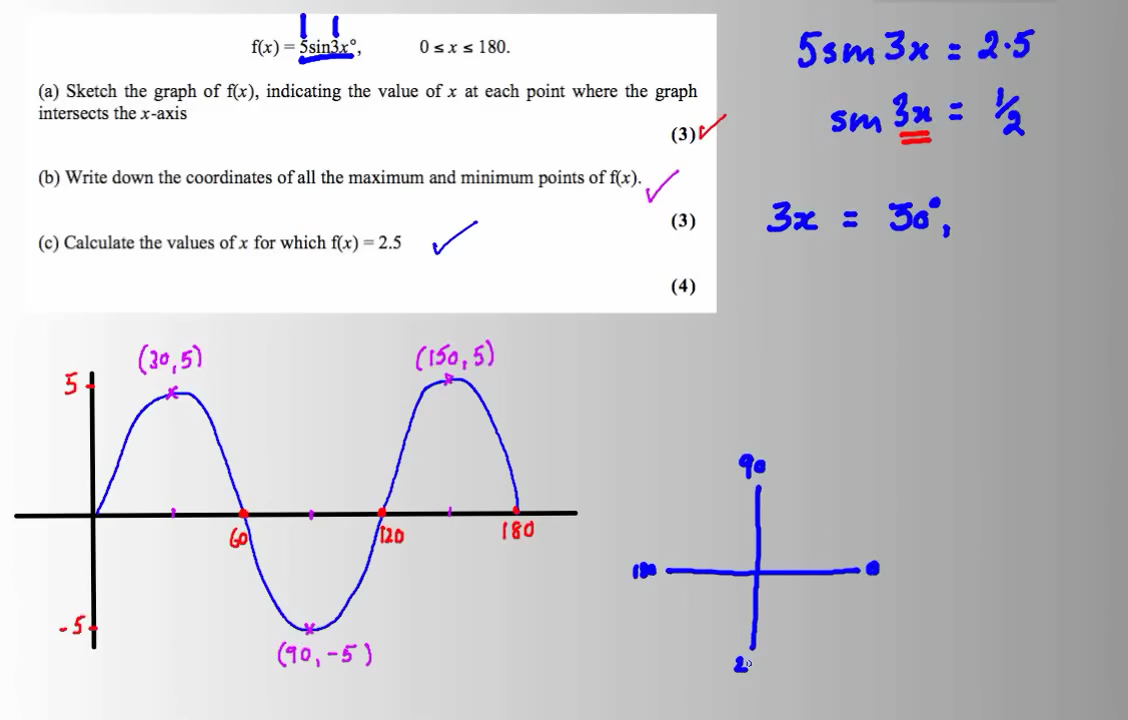 f(x) = 5sin3x°,    0 ≤ x ≤ 180.
(a) Sketch the graph of f(x), indicating the value of x at each point where the graph
intersects the x-axis
(3)
(b) Write down the coordinates of all the maximum and minimum points of f(x).
(3)
(c) Calculate the values of x for which f(x) = 2.5
(4)
5sin 3x = 2.5
sin 3x = 1/2
3x = 30°,
(30,5)
(150,5)
5
60
120
180
-5
(90,-5)
90
180
0